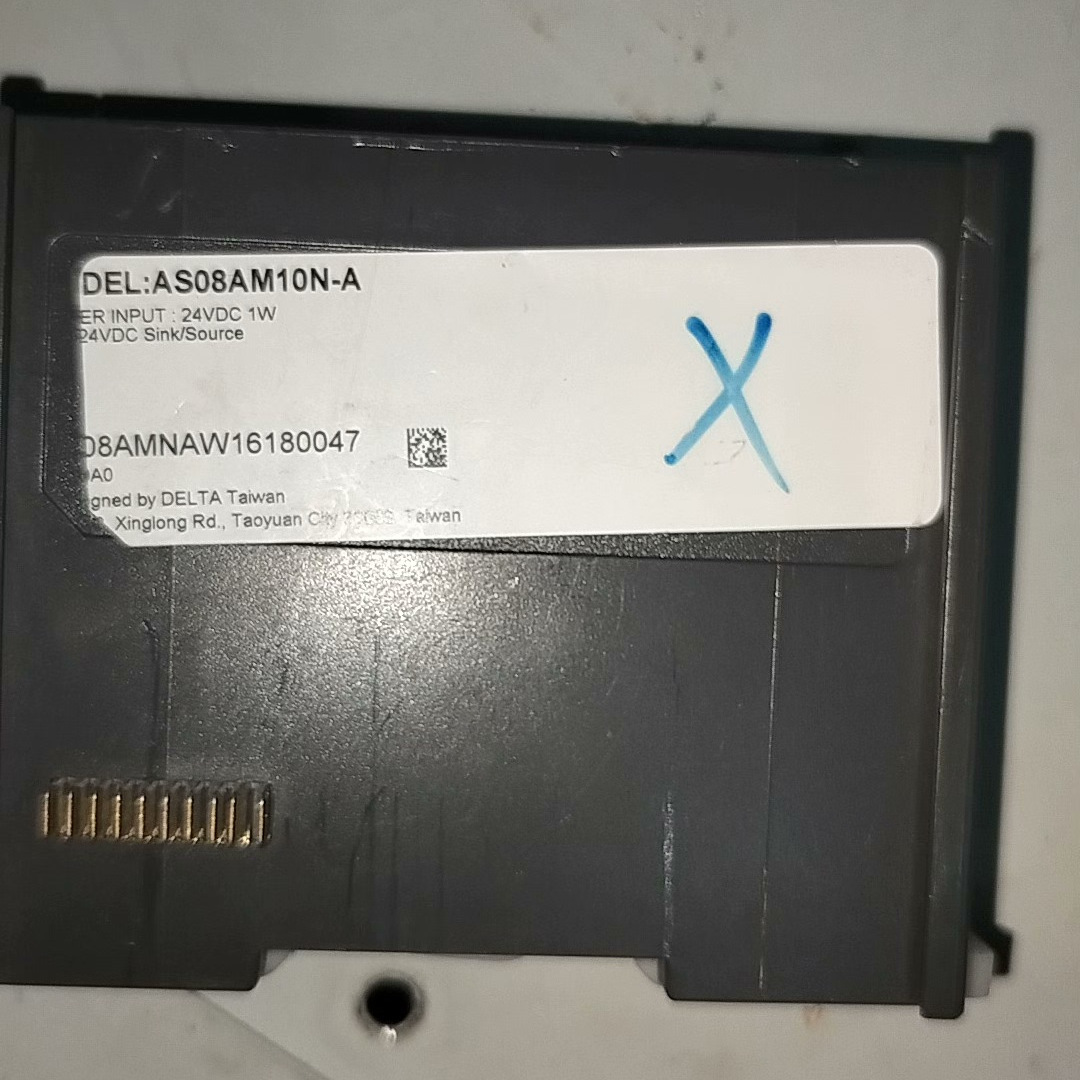 DEL:AS08AM10N-A
ER INPUT : 24VDC 1W
24VDC Sink/Source
08AMNAW16180047
A0
gned by DELTA Taiwan
Xinglong Rd., Taoyuan City Taiwan
X